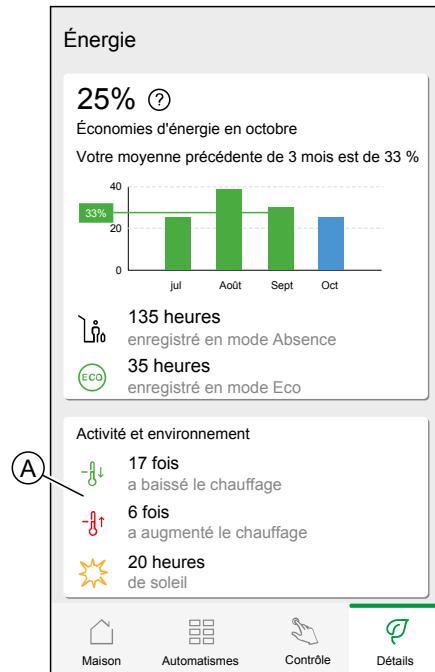 Énergie
25% ?
Économies d'énergie en octobre
Votre moyenne précédente de 3 mois est de 33 %
40
33%
20
0
jul Août Sept Oct
135 heures
enregistré en mode Absence
ECO
35 heures
enregistré en mode Eco
Activité et environnement
A
17 fois
a baissé le chauffage
6 fois
a augmenté le chauffage
20 heures
de soleil
Maison Automatismes Contrôle Détails